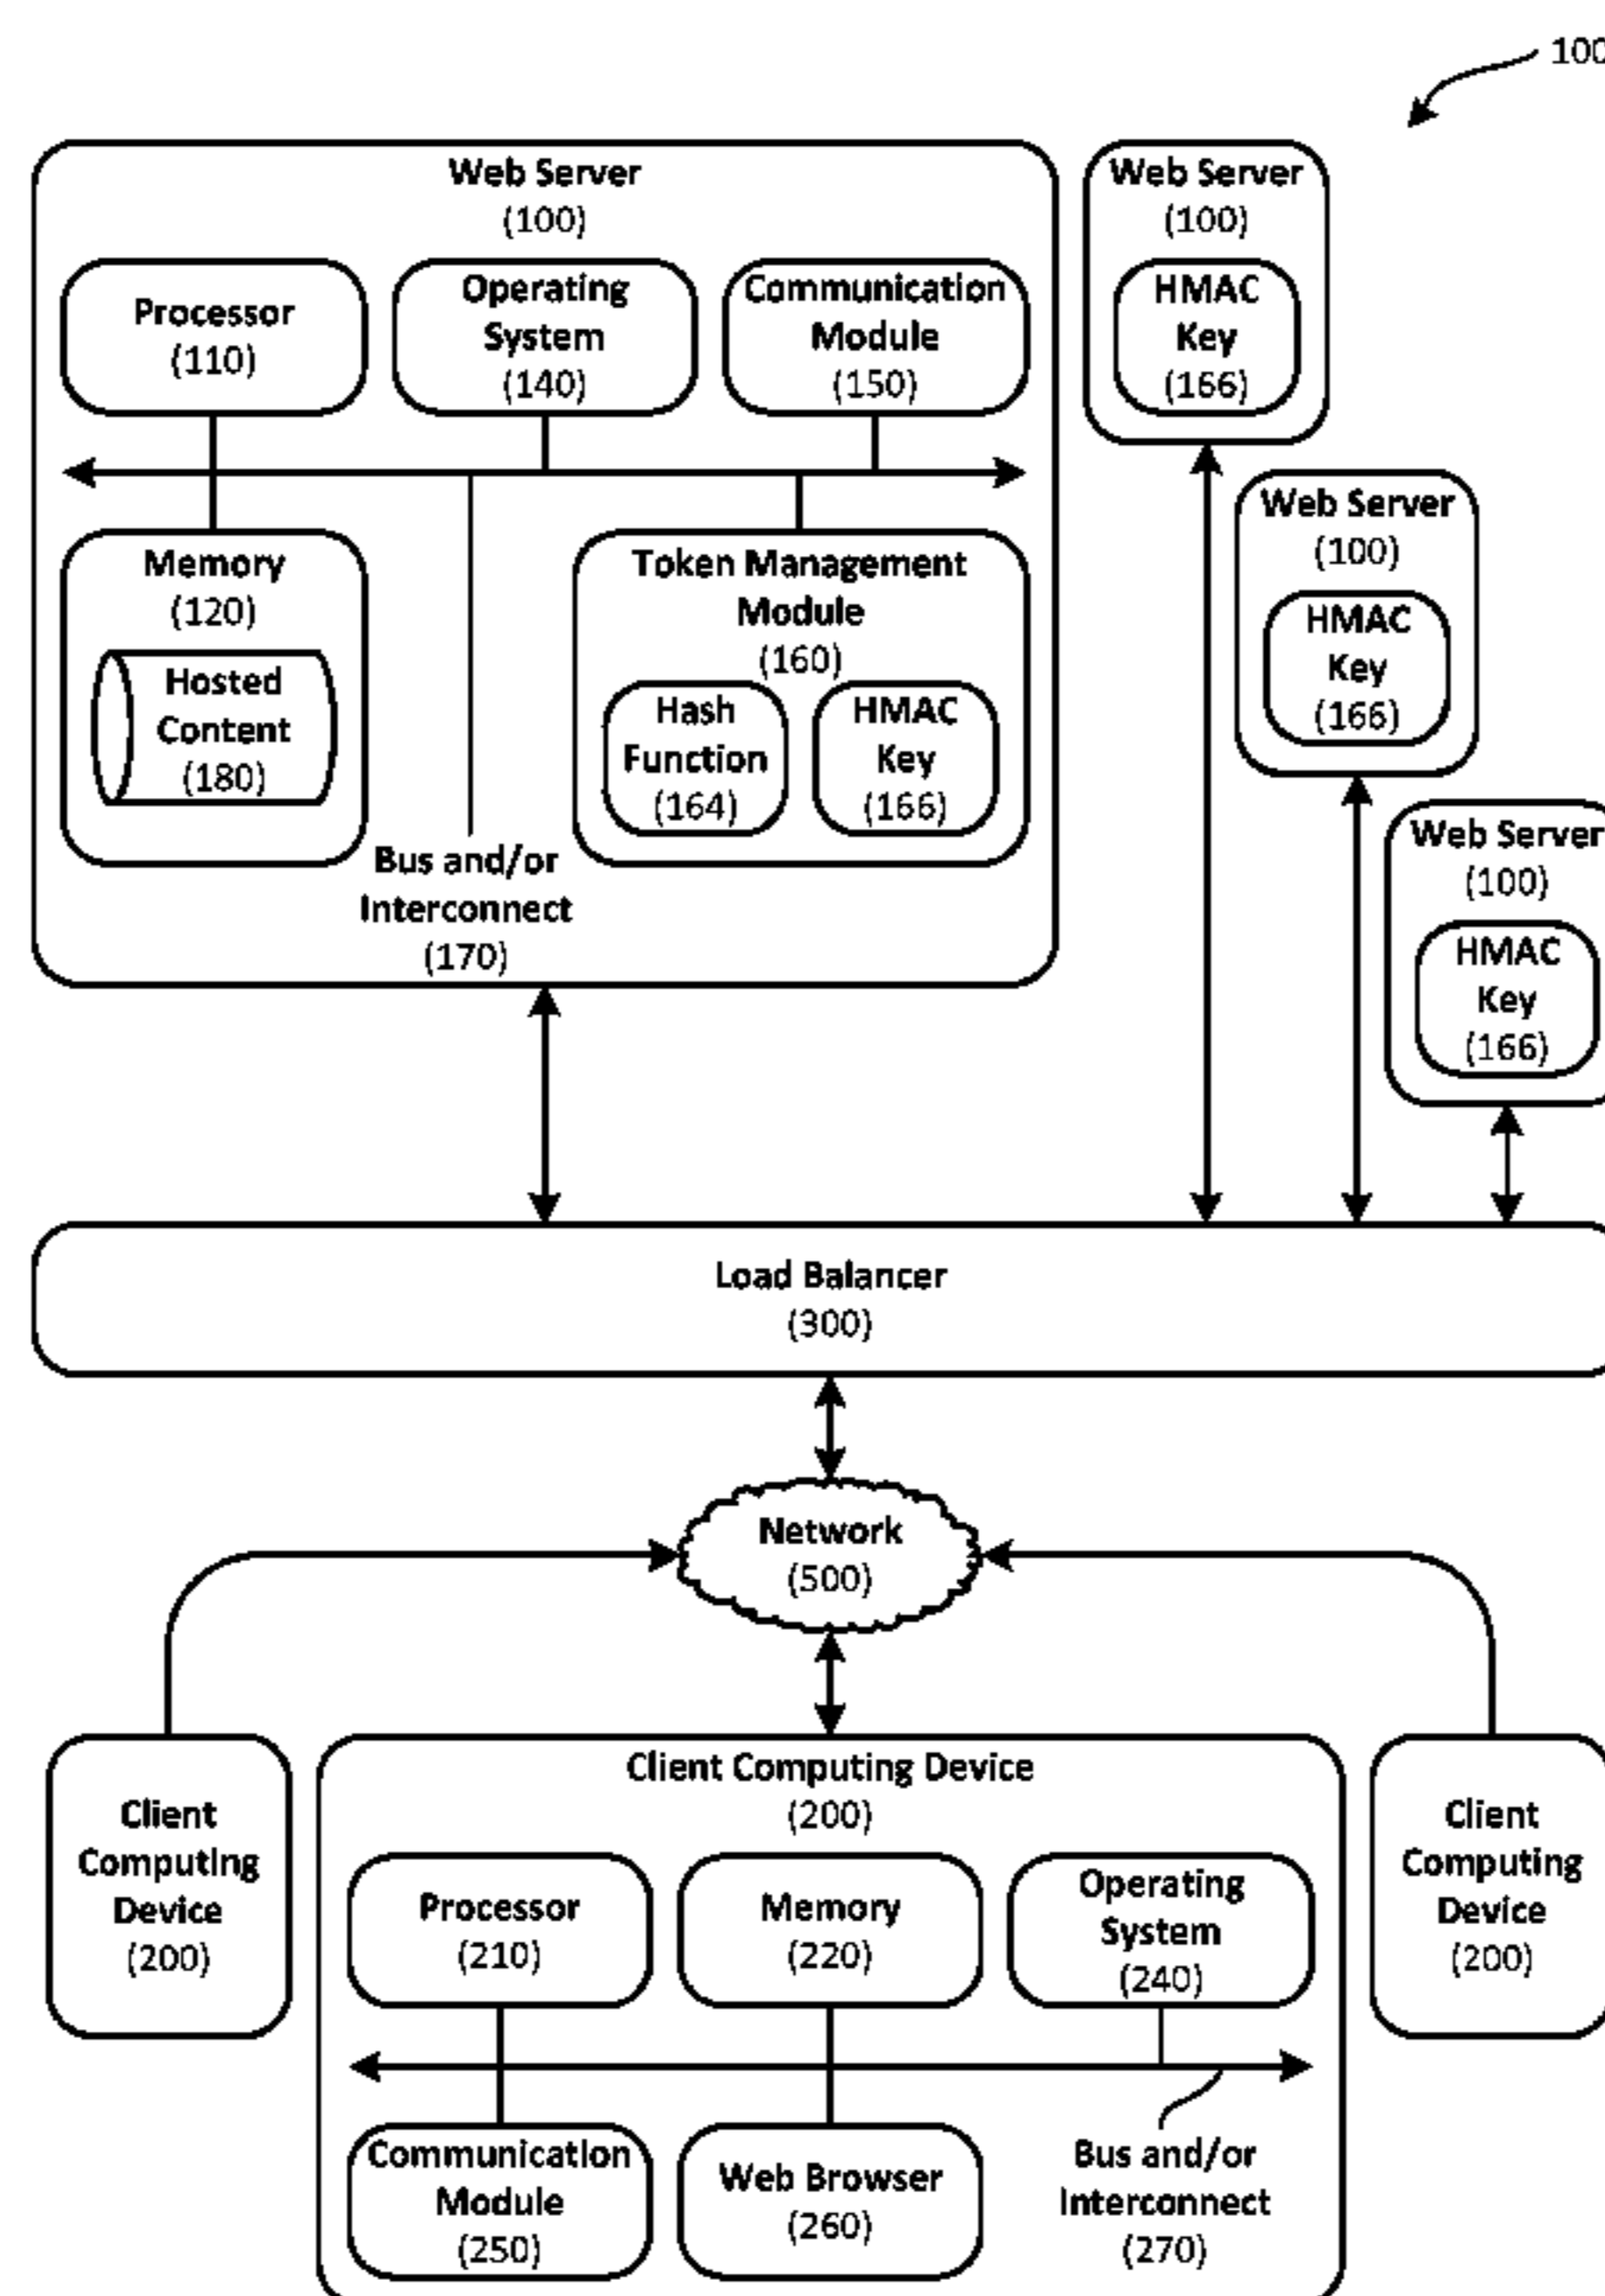 100
Web Server
(100)
Processor
(110)
Operating
System
(140)
Communication
Module
(150)
Memory
(120)
Hosted
Content
(180)
Token Management
Module
(160)
Hash
Function
(164)
HMAC
Key
(166)
Bus and/or
Interconnect
(170)
Web Server
(100)
HMAC
Key
(166)
Web Server
(100)
HMAC
Key
(166)
Web Server
(100)
HMAC
Key
(166)
Load Balancer
(300)
Network
(500)
Client
Computing
Device
(200)
Client Computing Device
(200)
Processor
(210)
Memory
(220)
Operating
System
(240)
Communication
Module
(250)
Web Browser
(260)
Bus and/or
Interconnect
(270)
Client
Computing
Device
(200)